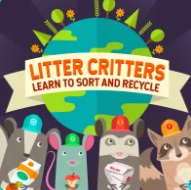 LITTER CRITTERS
LEARN TO SORT AND RECYCLE